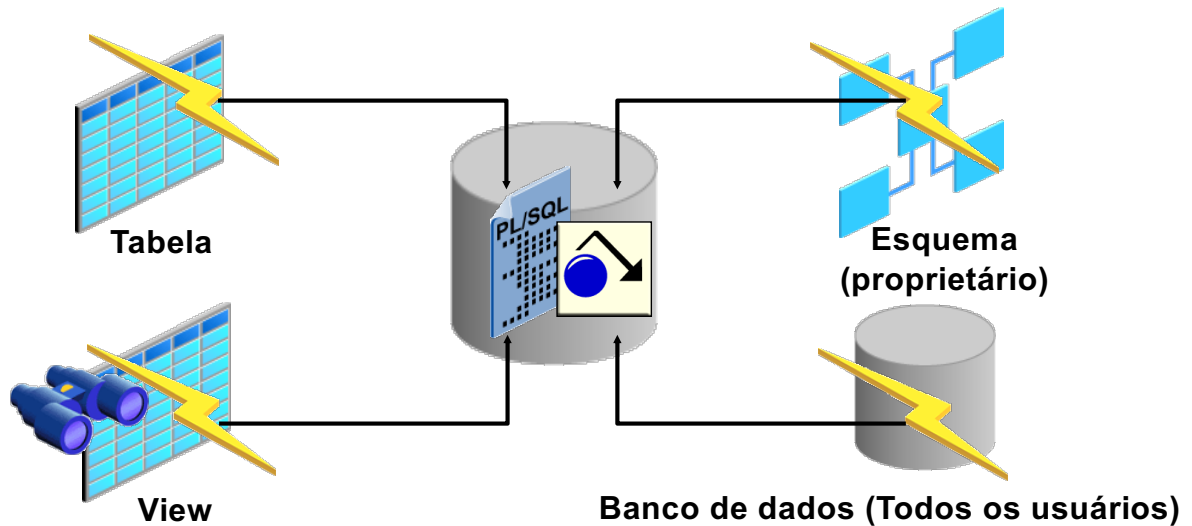 Tabela
PL/SQL
Esquema
(proprietário)
View
Banco de dados (Todos os usuários)